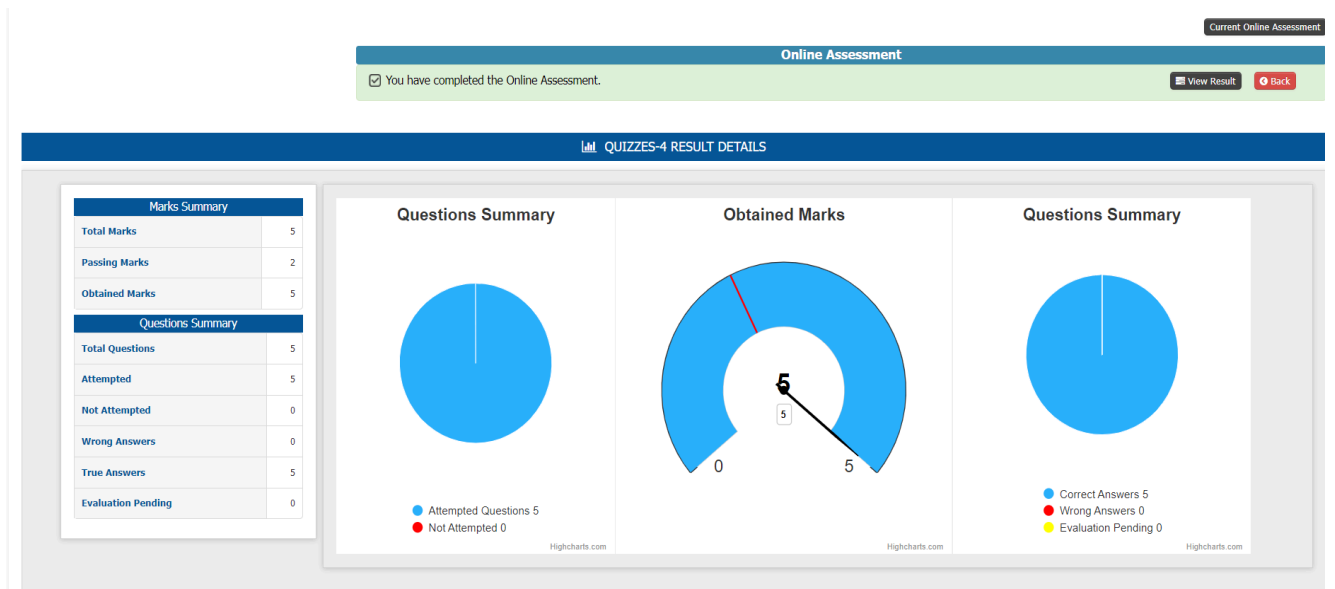 Current Online Assessment
Online Assessment
You have completed the Online Assessment.
View Result
Back
QUIZZES-4 RESULT DETAILS
Marks Summary
Total Marks 5
Passing Marks 2
Obtained Marks 5
Questions Summary
Total Questions 5
Attempted 5
Not Attempted 0
Wrong Answers 0
True Answers 5
Evaluation Pending 0
Questions Summary
Attempted Questions 5
Not Attempted 0
Highcharts.com
Obtained Marks
5
5
0 5
Highcharts.com
Questions Summary
Correct Answers 5
Wrong Answers 0
Evaluation Pending 0
Highcharts.com